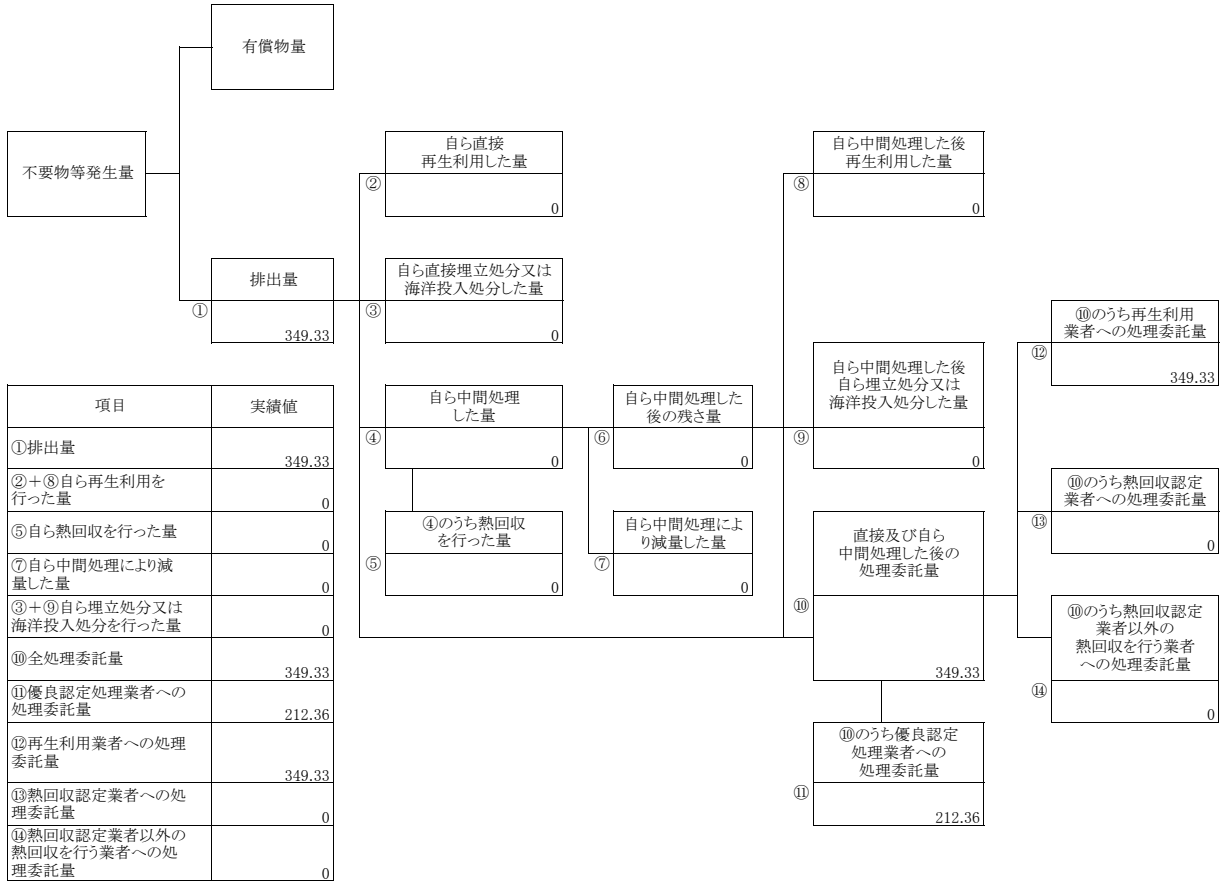 有償物量
不要物等発生量
自ら直接
再生利用した量
②
0
自ら中間処理した後
再生利用した量
⑧
0
排出量
①
349.33
自ら直接埋立処分又は
海洋投入処分した量
③
0
⑩のうち再生利用
業者への処理委託量
⑫
349.33
自ら中間処理
した量
④
0
自ら中間処理した
後の残さ量
⑥
0
自ら中間処理した後
自ら埋立処分又は
海洋投入処分した量
⑨
0
④のうち熱回収
を行った量
⑤
0
自ら中間処理によ
り減量した量
⑦
0
直接及び自ら
中間処理した後の
処理委託量
⑩
349.33
⑩のうち熱回収認定
業者への処理委託量
⑬
0
⑩のうち熱回収認定
業者以外の
熱回収を行う業者
への処理委託量
⑭
0
⑩のうち優良認定
処理業者への
処理委託量
⑪
212.36
項目 実績値
①排出量
349.33
②+⑧自ら再生利用を
行った量
0
⑤自ら熱回収を行った量
0
⑦自ら中間処理により減
量した量
0
③+⑨自ら埋立処分又は
海洋投入処分を行った量
0
⑩全処理委託量
349.33
⑪優良認定処理業者への
処理委託量
212.36
⑫再生利用業者への処理
委託量
349.33
⑬熱回収認定業者への処
理委託量
0
⑭熱回収認定業者以外の
熱回収を行う業者への処
理委託量
0